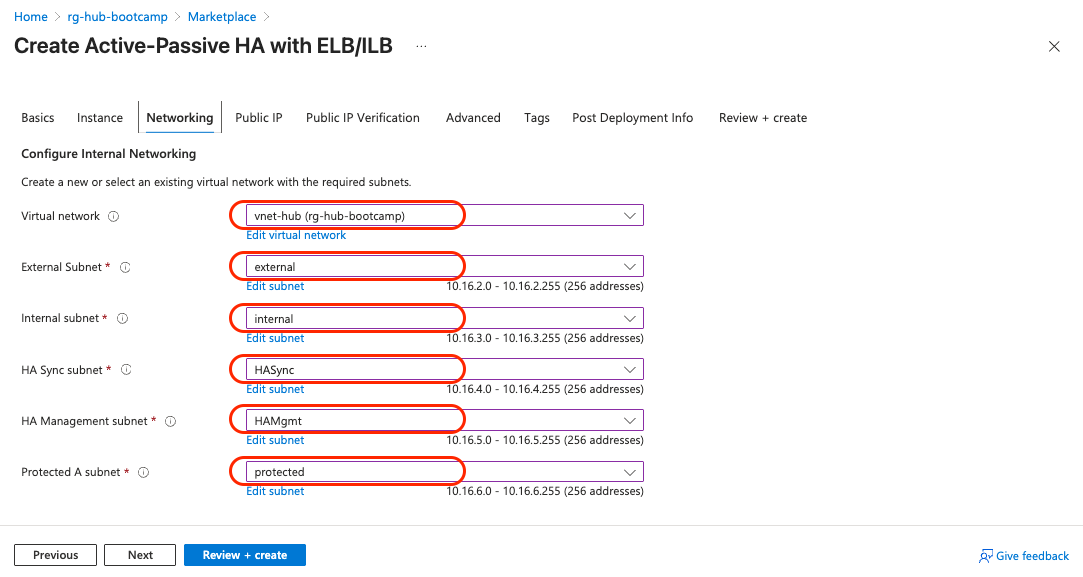 Home > rg-hub-bootcamp > Marketplace >
Create Active-Passive HA with ELB/ILB ...
Basics Instance Networking Public IP Public IP Verification Advanced Tags Post Deployment Info Review + create
Configure Internal Networking
Create a new or select an existing virtual network with the required subnets.
Virtual network vnet-hub (rg-hub-bootcamp)
Edit virtual network
External Subnet * external
Edit subnet 10.16.2.0 - 10.16.2.255 (256 addresses)
Internal subnet * internal
Edit subnet 10.16.3.0 - 10.16.3.255 (256 addresses)
HA Sync subnet * HASync
Edit subnet 10.16.4.0 - 10.16.4.255 (256 addresses)
HA Management subnet * HAMgmt
Edit subnet 10.16.5.0 - 10.16.5.255 (256 addresses)
Protected A subnet * protected
Edit subnet 10.16.6.0 - 10.16.6.255 (256 addresses)
Previous Next Review + create Give feedback